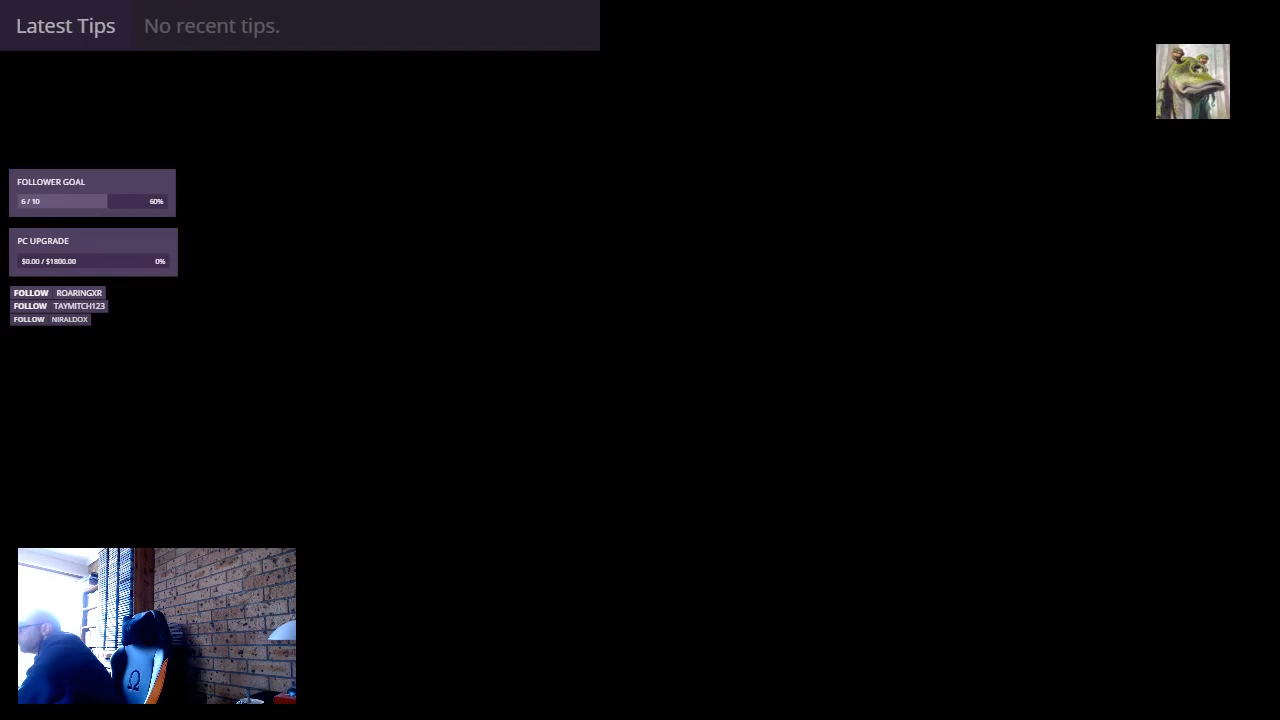 Latest Tips No recent tips.
FOLLOWER GOAL
6 / 10 60%
PC UPGRADE
$0.00 / $1800.00 0%
FOLLOW ROARINGXR
FOLLOW TAYMITCH123
FOLLOW NIRALDOX
Ω